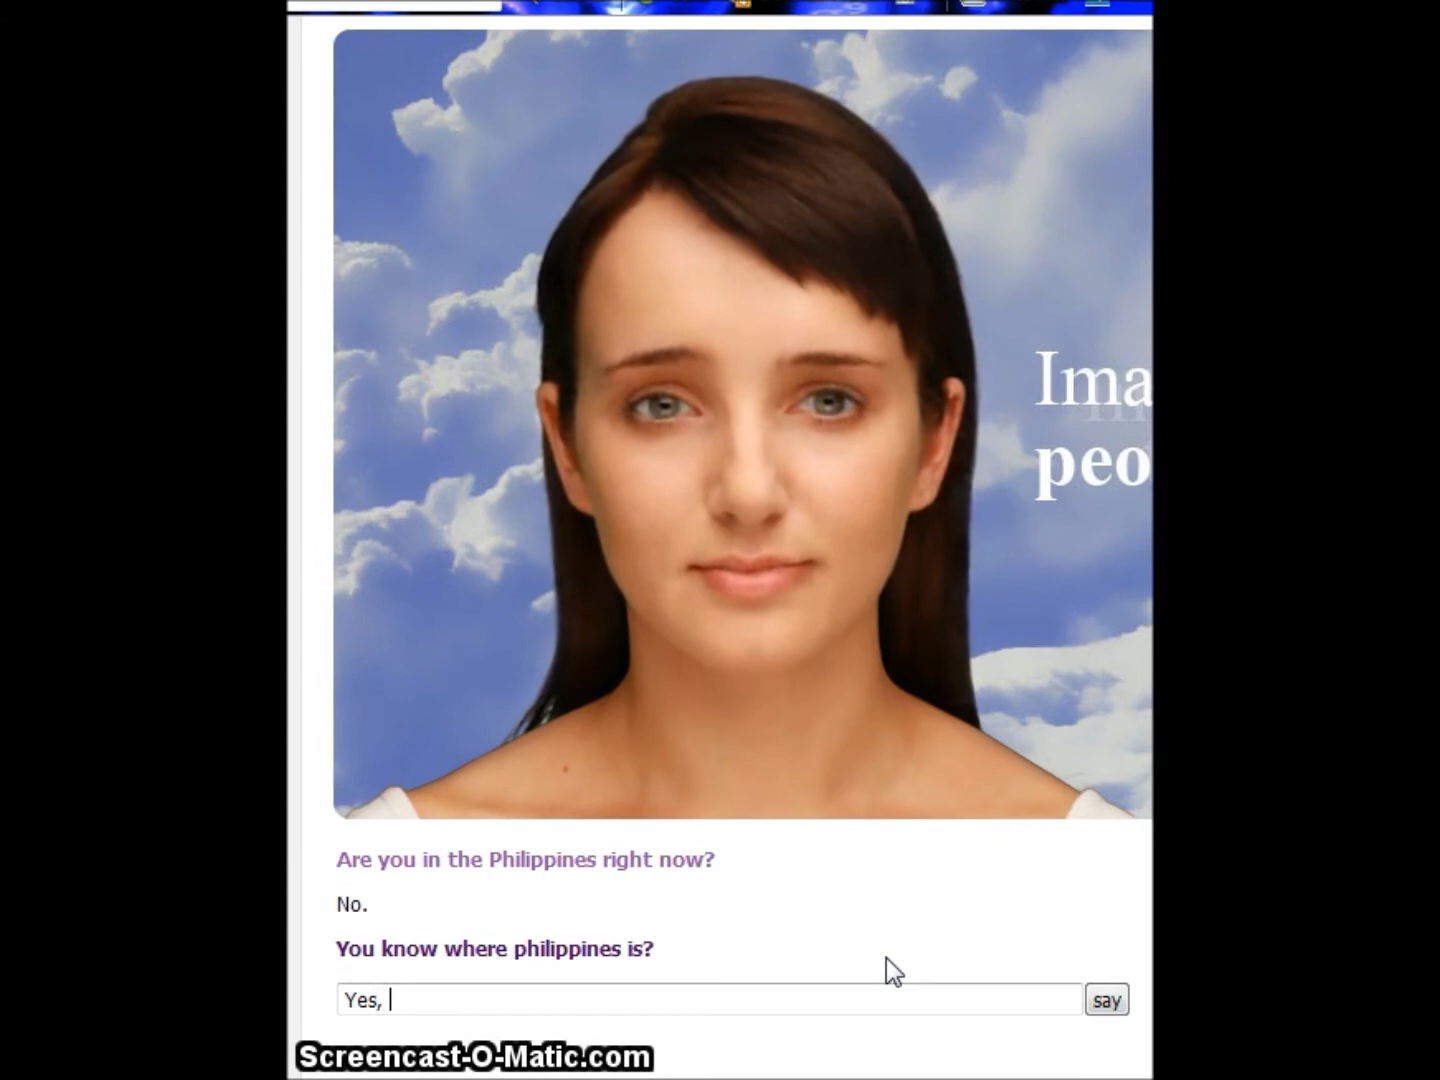 Ima
peo
Are you in the Philippines right now?
No.
You know where philippines is?
Yes,
say
Screencast-O-Matic.com